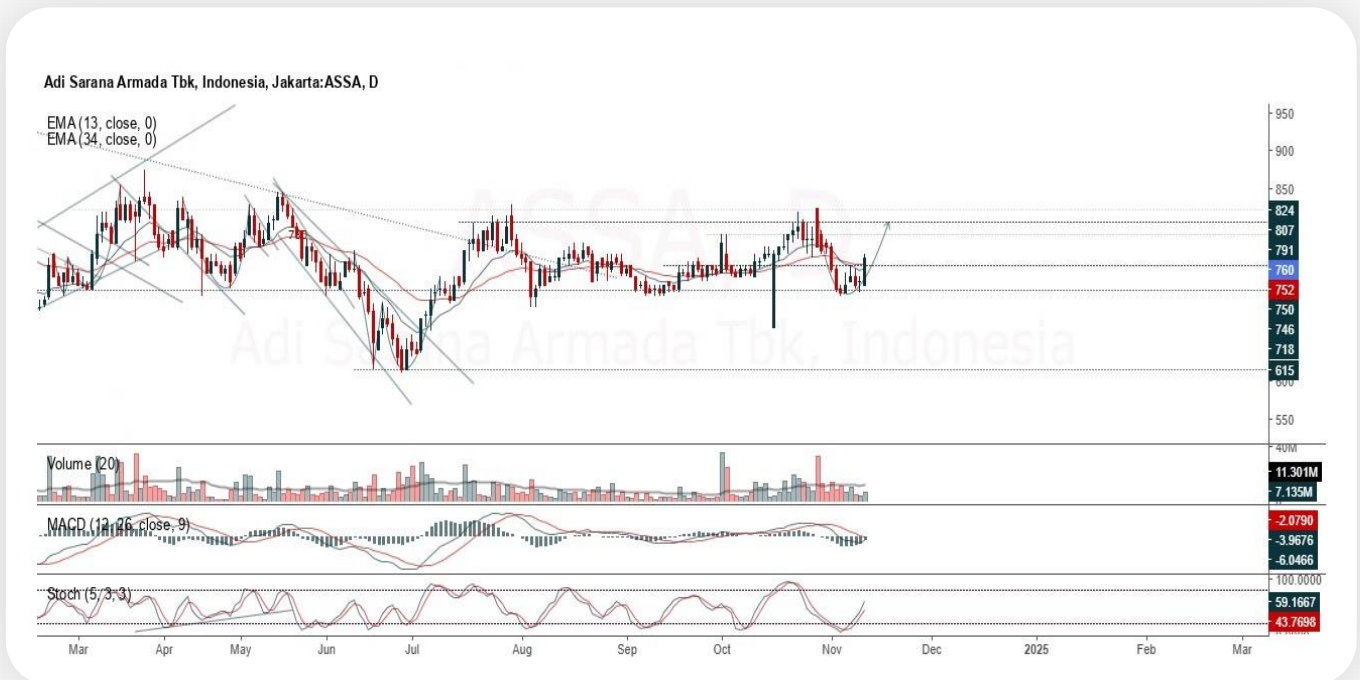 Adi Sarana Armada Tbk, Indonesia, Jakarta:ASSA, D
EMA (13, close, 0)
EMA (34, close, 0)
ASSA, D
Adi Sarana Armada Tbk, Indonesia
950
900
850
824
807
791
760
752
750
746
718
615
600
550
Volume (20)
40M
11.301M
7.135M
MACD (12, 26, close, 9)
-2.0790
-3.9676
-6.0466
Stoch (5, 3, 3)
100.0000
59.1667
43.7698
Mar
Apr
May
Jun
Jul
Aug
Sep
Oct
Nov
Dec
2025
Feb
Mar